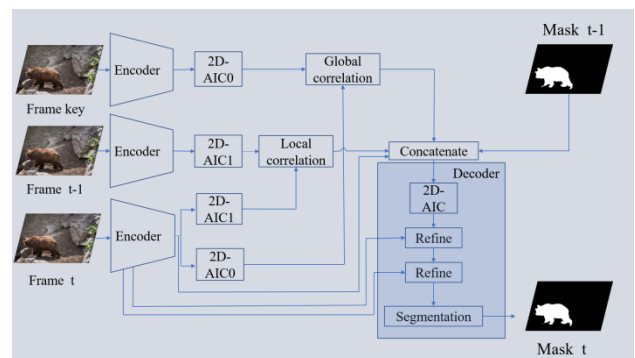 Mask t-1
Encoder
2D-
AIC0
Global
correlation
Frame key
Encoder
2D-
AIC1
Local
correlation
Concatenate
Frame t-1
Decoder
2D-
AIC
Encoder
2D-
AIC1
Refine
2D-
AIC0
Refine
Frame t
Segmentation
Mask t